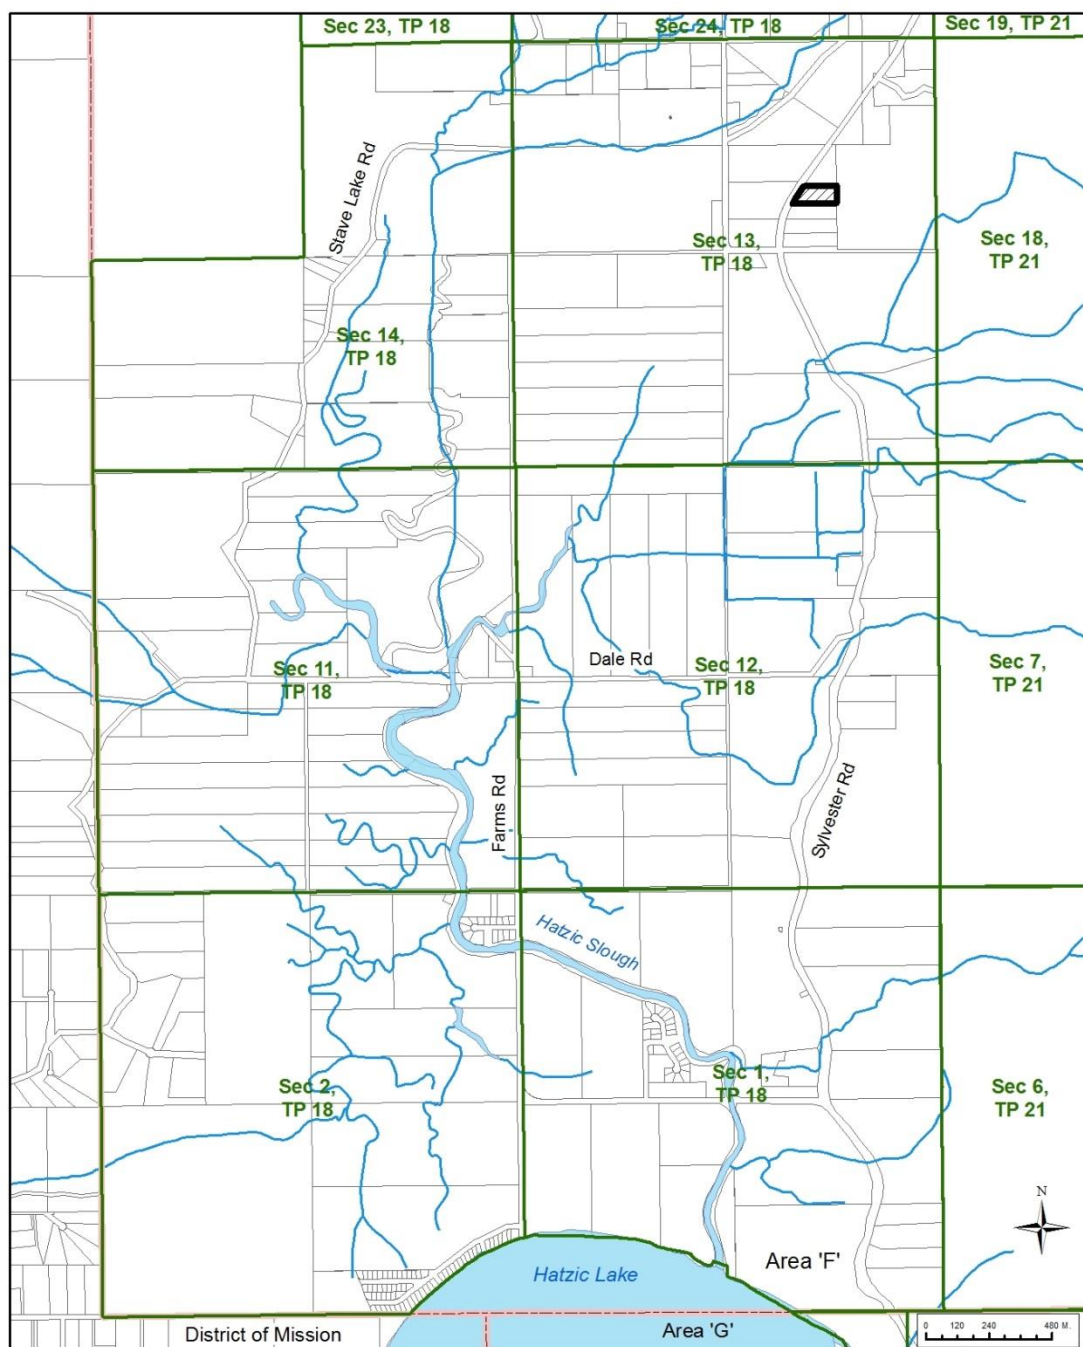 Sec 23, TP 18
Sec 24, TP 18
Sec 19, TP 21
Stave Lake Rd
Sec 13,
TP 18
Sec 18,
TP 21
Sec 14,
TP 18
Dale Rd
Sec 11,
TP 18
Sec 12,
TP 18
Sec 7,
TP 21
Farms Rd
Sylvester Rd
Hatzic Slough
Sec 2,
TP 18
Sec 1,
TP 18
Sec 6,
TP 21
N
Area 'F'
Hatzic Lake
District of Mission
Area 'G'
0 120 240 480 M.